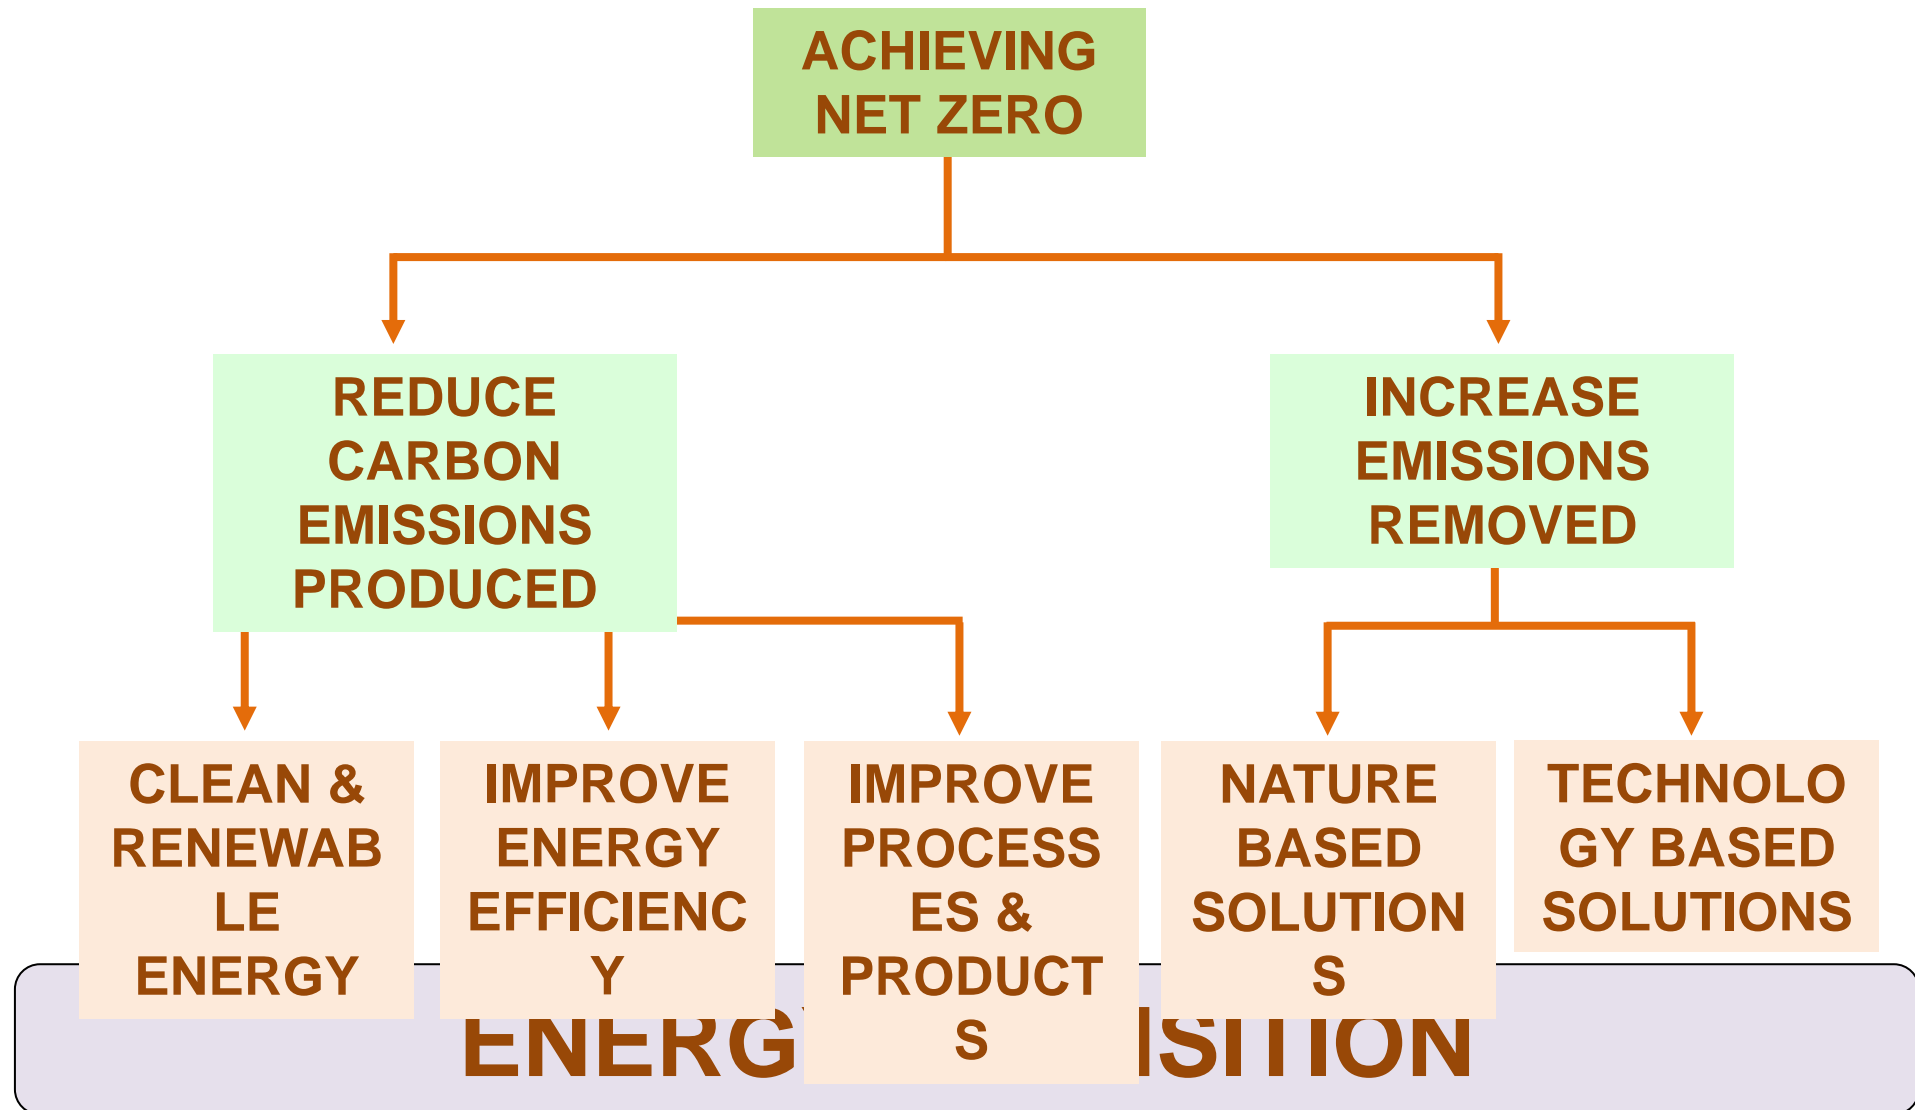 ACHIEVING
NET ZERO
REDUCE
CARBON
EMISSIONS
PRODUCED
INCREASE
EMISSIONS
REMOVED
CLEAN &
RENEWAB
LE
ENERGY
IMPROVE
ENERGY
EFFICIENC
Y
IMPROVE
PROCESS
ES &
PRODUCT
S
NATURE
BASED
SOLUTION
S
TECHNOLO
GY BASED
SOLUTIONS